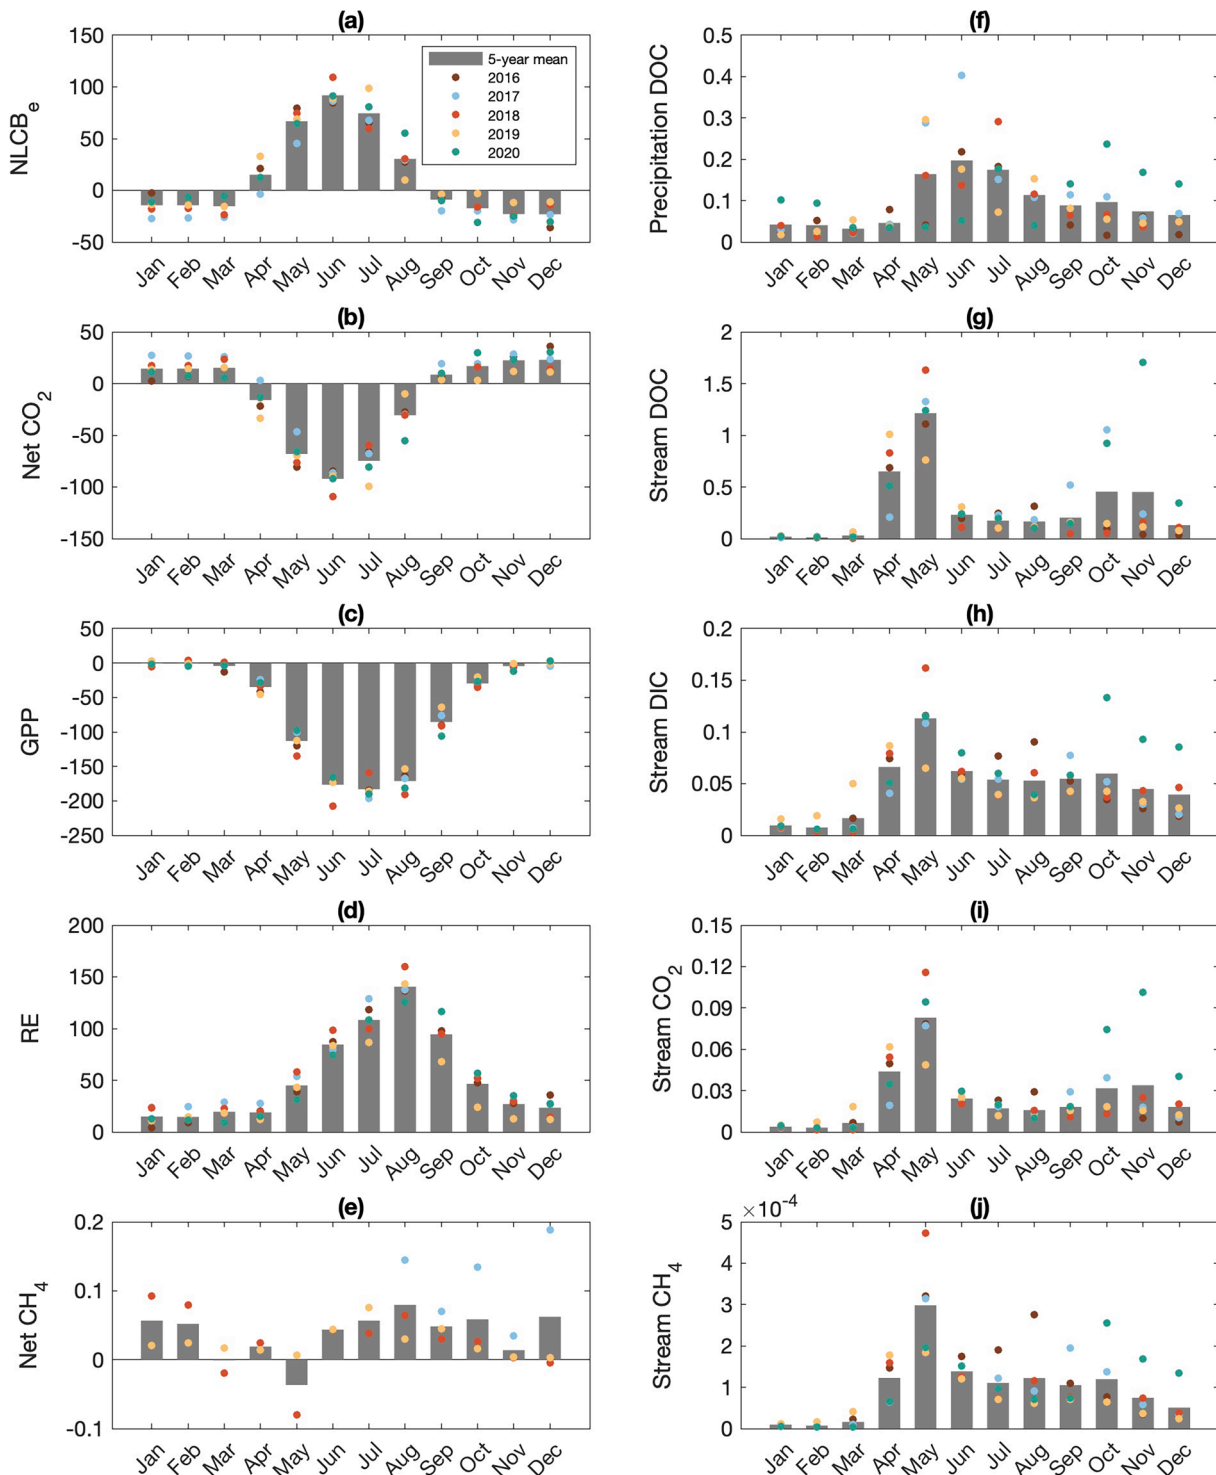 (a)
NLCBe
150
100
50
0
-50
5-year mean
2016
2017
2018
2019
2020
Jan Feb Mar Apr May Jun Jul Aug Sep Oct Nov Dec
(f)
Precipitation DOC
0.5
0.4
0.3
0.2
0.1
0
Jan Feb Mar Apr May Jun Jul Aug Sep Oct Nov Dec
(b)
Net CO2
50
0
-50
-100
-150
Jan Feb Mar Apr May Jun Jul Aug Sep Oct Nov Dec
(g)
Stream DOC
2
1.5
1
0.5
0
Jan Feb Mar Apr May Jun Jul Aug Sep Oct Nov Dec
(c)
GPP
50
0
-50
-100
-150
-200
-250
Jan Feb Mar Apr May Jun Jul Aug Sep Oct Nov Dec
(h)
Stream DIC
0.2
0.15
0.1
0.05
0
Jan Feb Mar Apr May Jun Jul Aug Sep Oct Nov Dec
(d)
RE
200
150
100
50
0
Jan Feb Mar Apr May Jun Jul Aug Sep Oct Nov Dec
(i)
Stream CO2
0.15
0.12
0.09
0.06
0.03
0
Jan Feb Mar Apr May Jun Jul Aug Sep Oct Nov Dec
(e)
Net CH4
0.2
0.1
0
-0.1
Jan Feb Mar Apr May Jun Jul Aug Sep Oct Nov Dec
(j)
×10-4
Stream CH4
5
4
3
2
1
0
Jan Feb Mar Apr May Jun Jul Aug Sep Oct Nov Dec